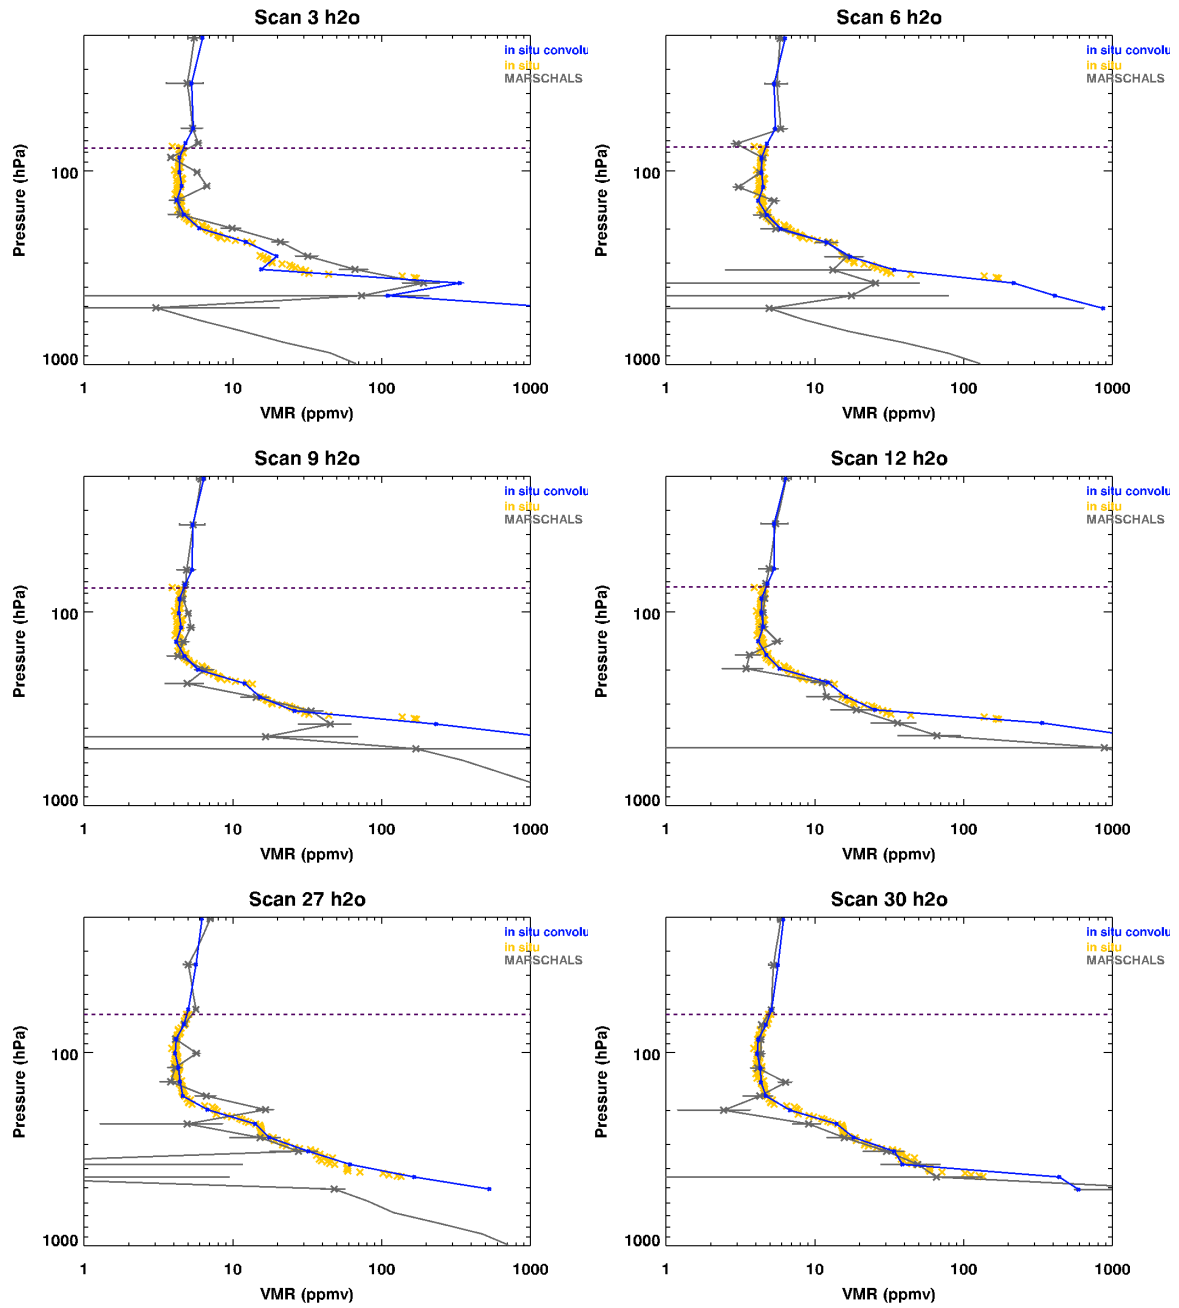 Scan 3 h2o
in situ convolu
in situ
MARSCHALS
Pressure (hPa)
100
1000
1
10
100
1000
VMR (ppmv)
Scan 6 h2o
in situ convolu
in situ
MARSCHALS
Pressure (hPa)
100
1000
1
10
100
1000
VMR (ppmv)
Scan 9 h2o
in situ convolu
in situ
MARSCHALS
Pressure (hPa)
100
1000
1
10
100
1000
VMR (ppmv)
Scan 12 h2o
in situ convolu
in situ
MARSCHALS
Pressure (hPa)
100
1000
1
10
100
1000
VMR (ppmv)
Scan 27 h2o
in situ convolu
in situ
MARSCHALS
Pressure (hPa)
100
1000
1
10
100
1000
VMR (ppmv)
Scan 30 h2o
in situ convolu
in situ
MARSCHALS
Pressure (hPa)
100
1000
1
10
100
1000
VMR (ppmv)